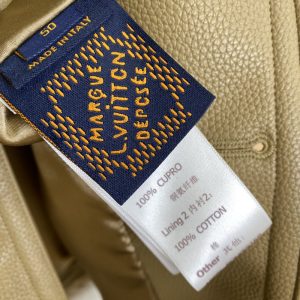 50
MADE IN ITALY
MARQUE
L.VUITTON
DÉPOSÉE
100% CUPRO
铜氨纤维
Lining 2 内衬2:
100% COTTON
棉
Other 其他